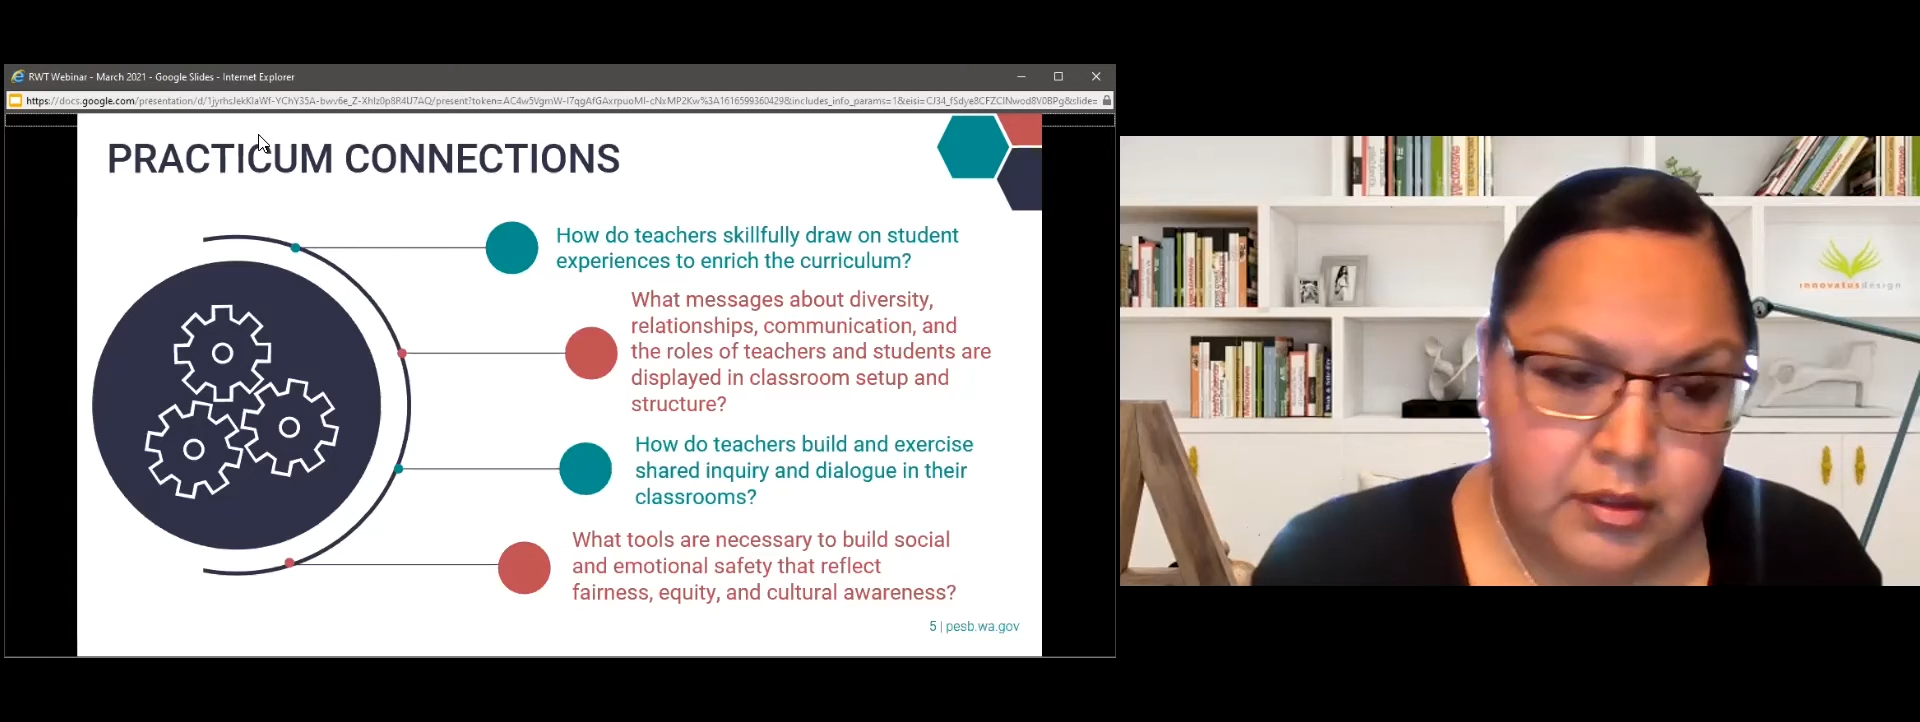 RWT Webinar - March 2021 - Google Slides - Internet Explorer
PRACTICUM CONNECTIONS
How do teachers skillfully draw on student
experiences to enrich the curriculum?
What messages about diversity,
relationships, communication, and
the roles of teachers and students are
displayed in classroom setup and
structure?
How do teachers build and exercise
shared inquiry and dialogue in their
classrooms?
What tools are necessary to build social
and emotional safety that reflect
fairness, equity, and cultural awareness?
5 | pesb.wa.gov
innovatusdesign